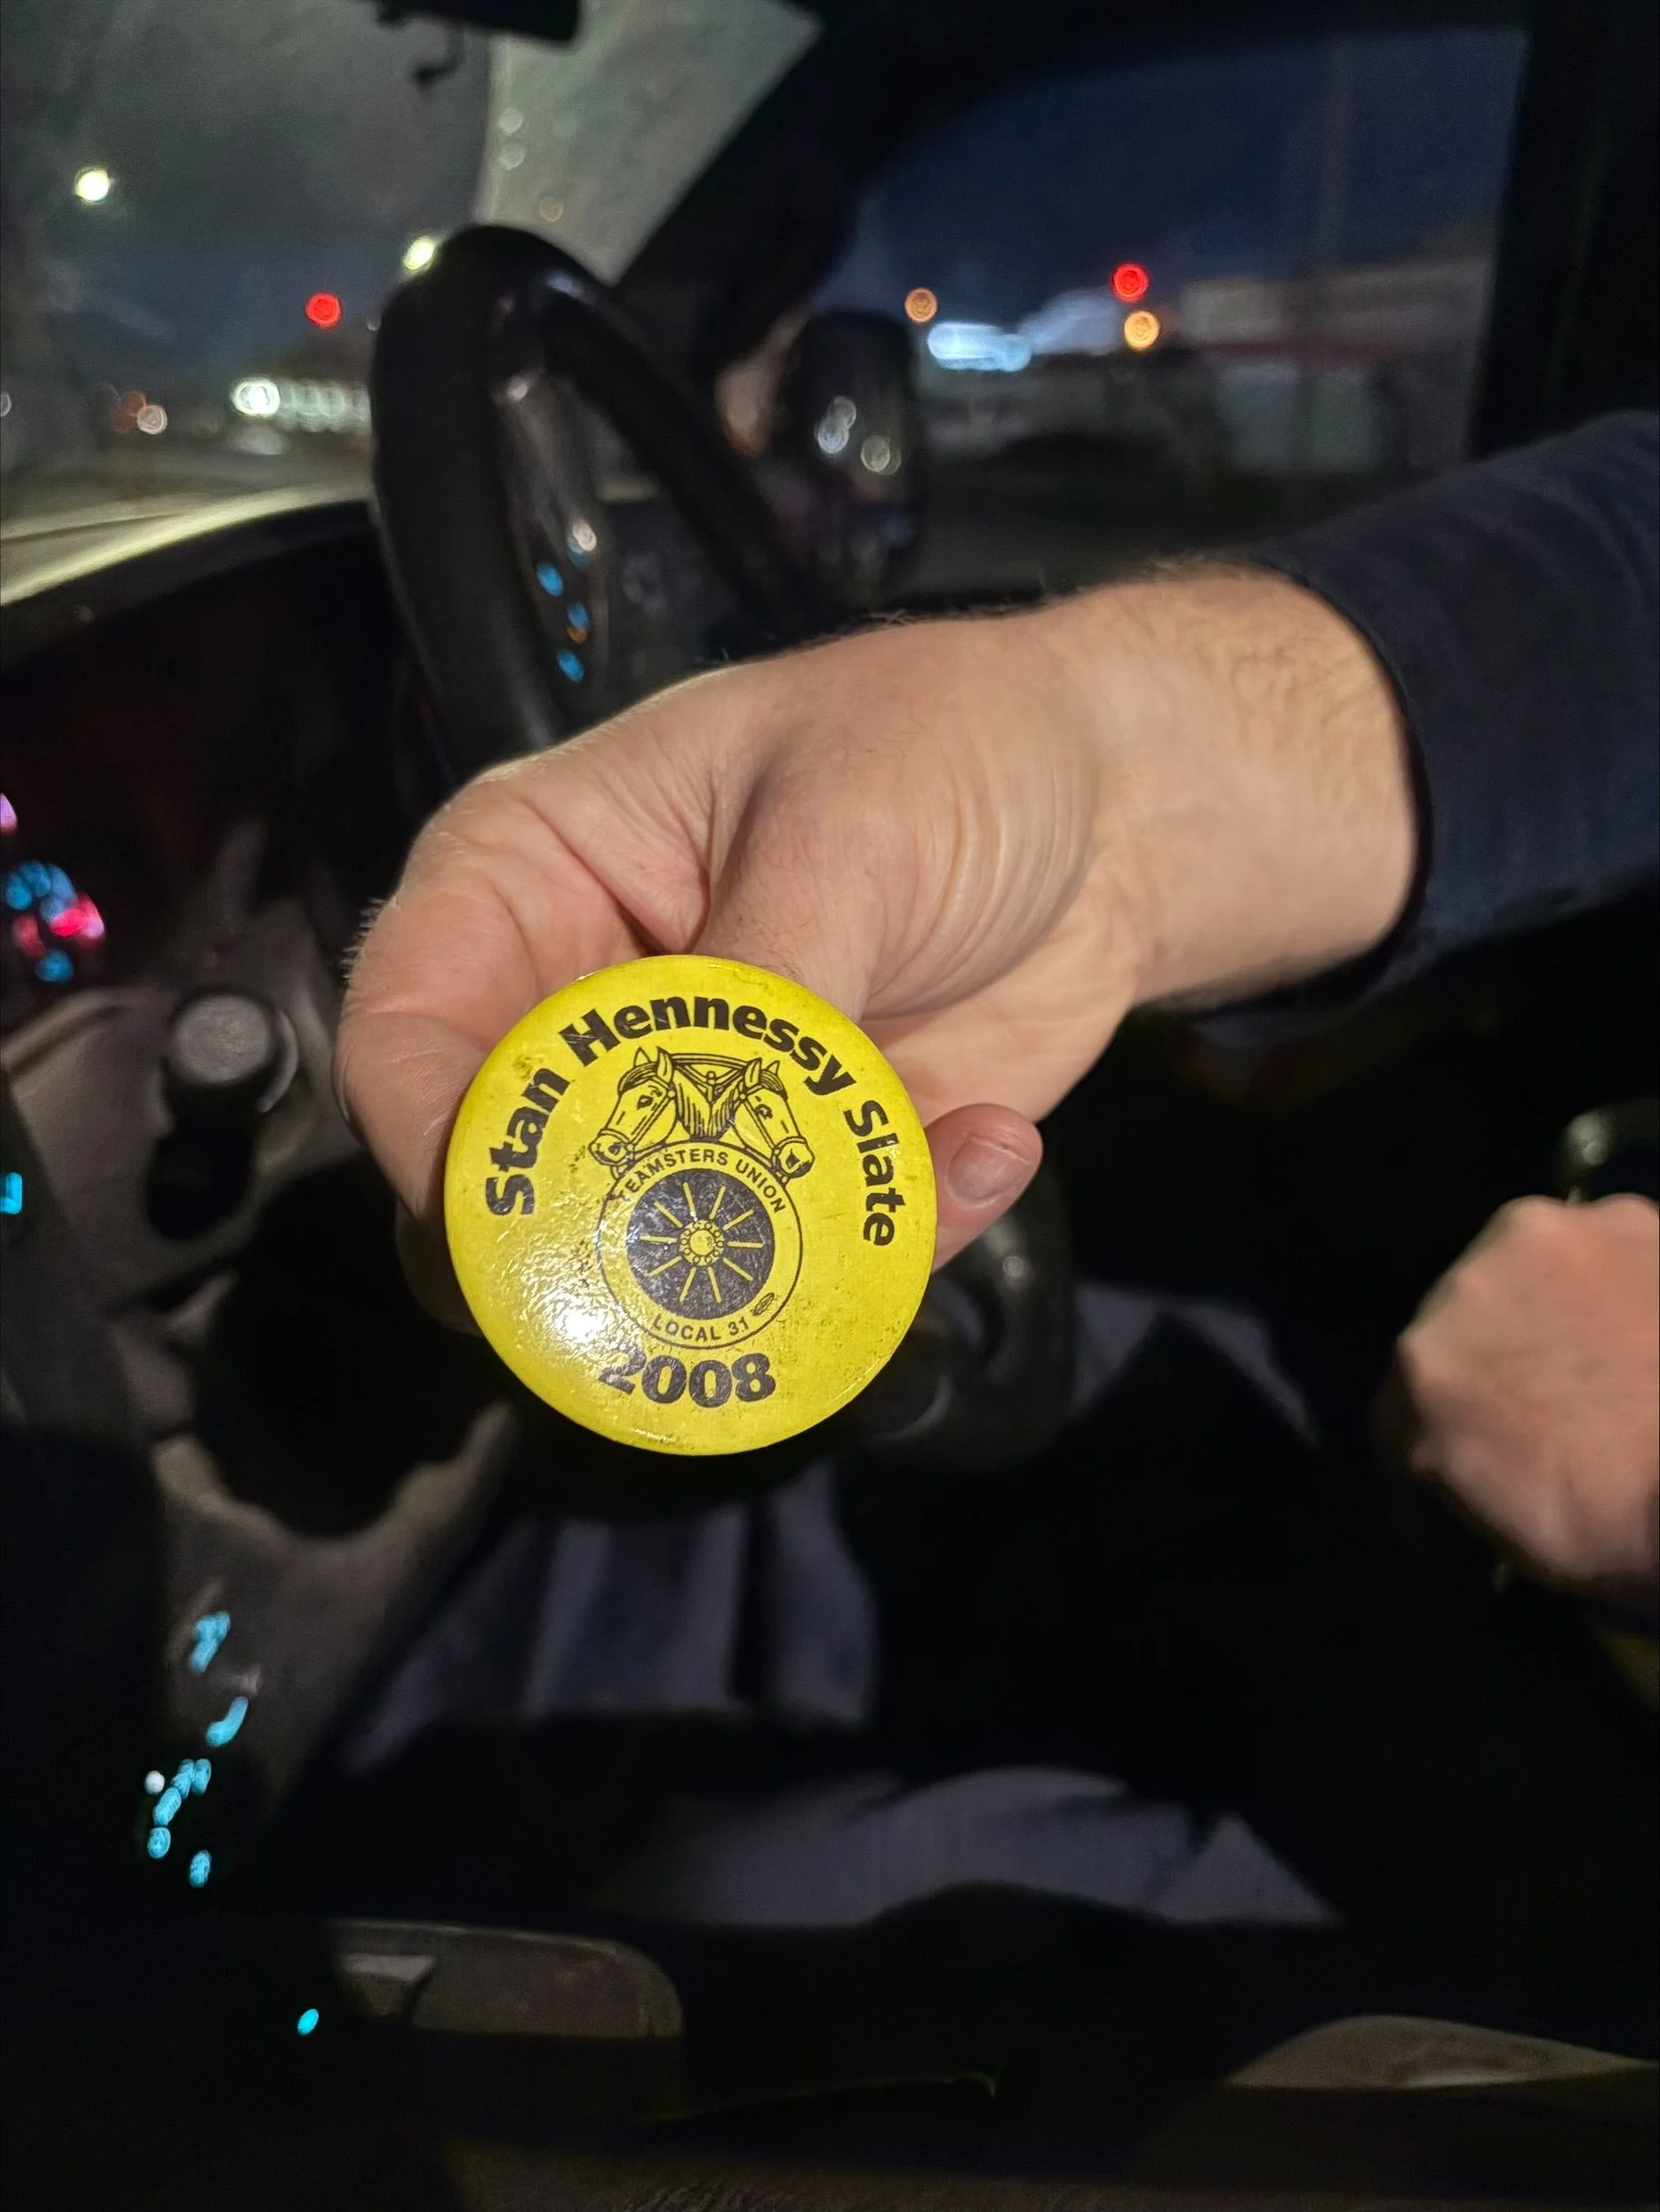 Stan Hennessy Slate
TEAMSTERS UNION
LOCAL 31
2008